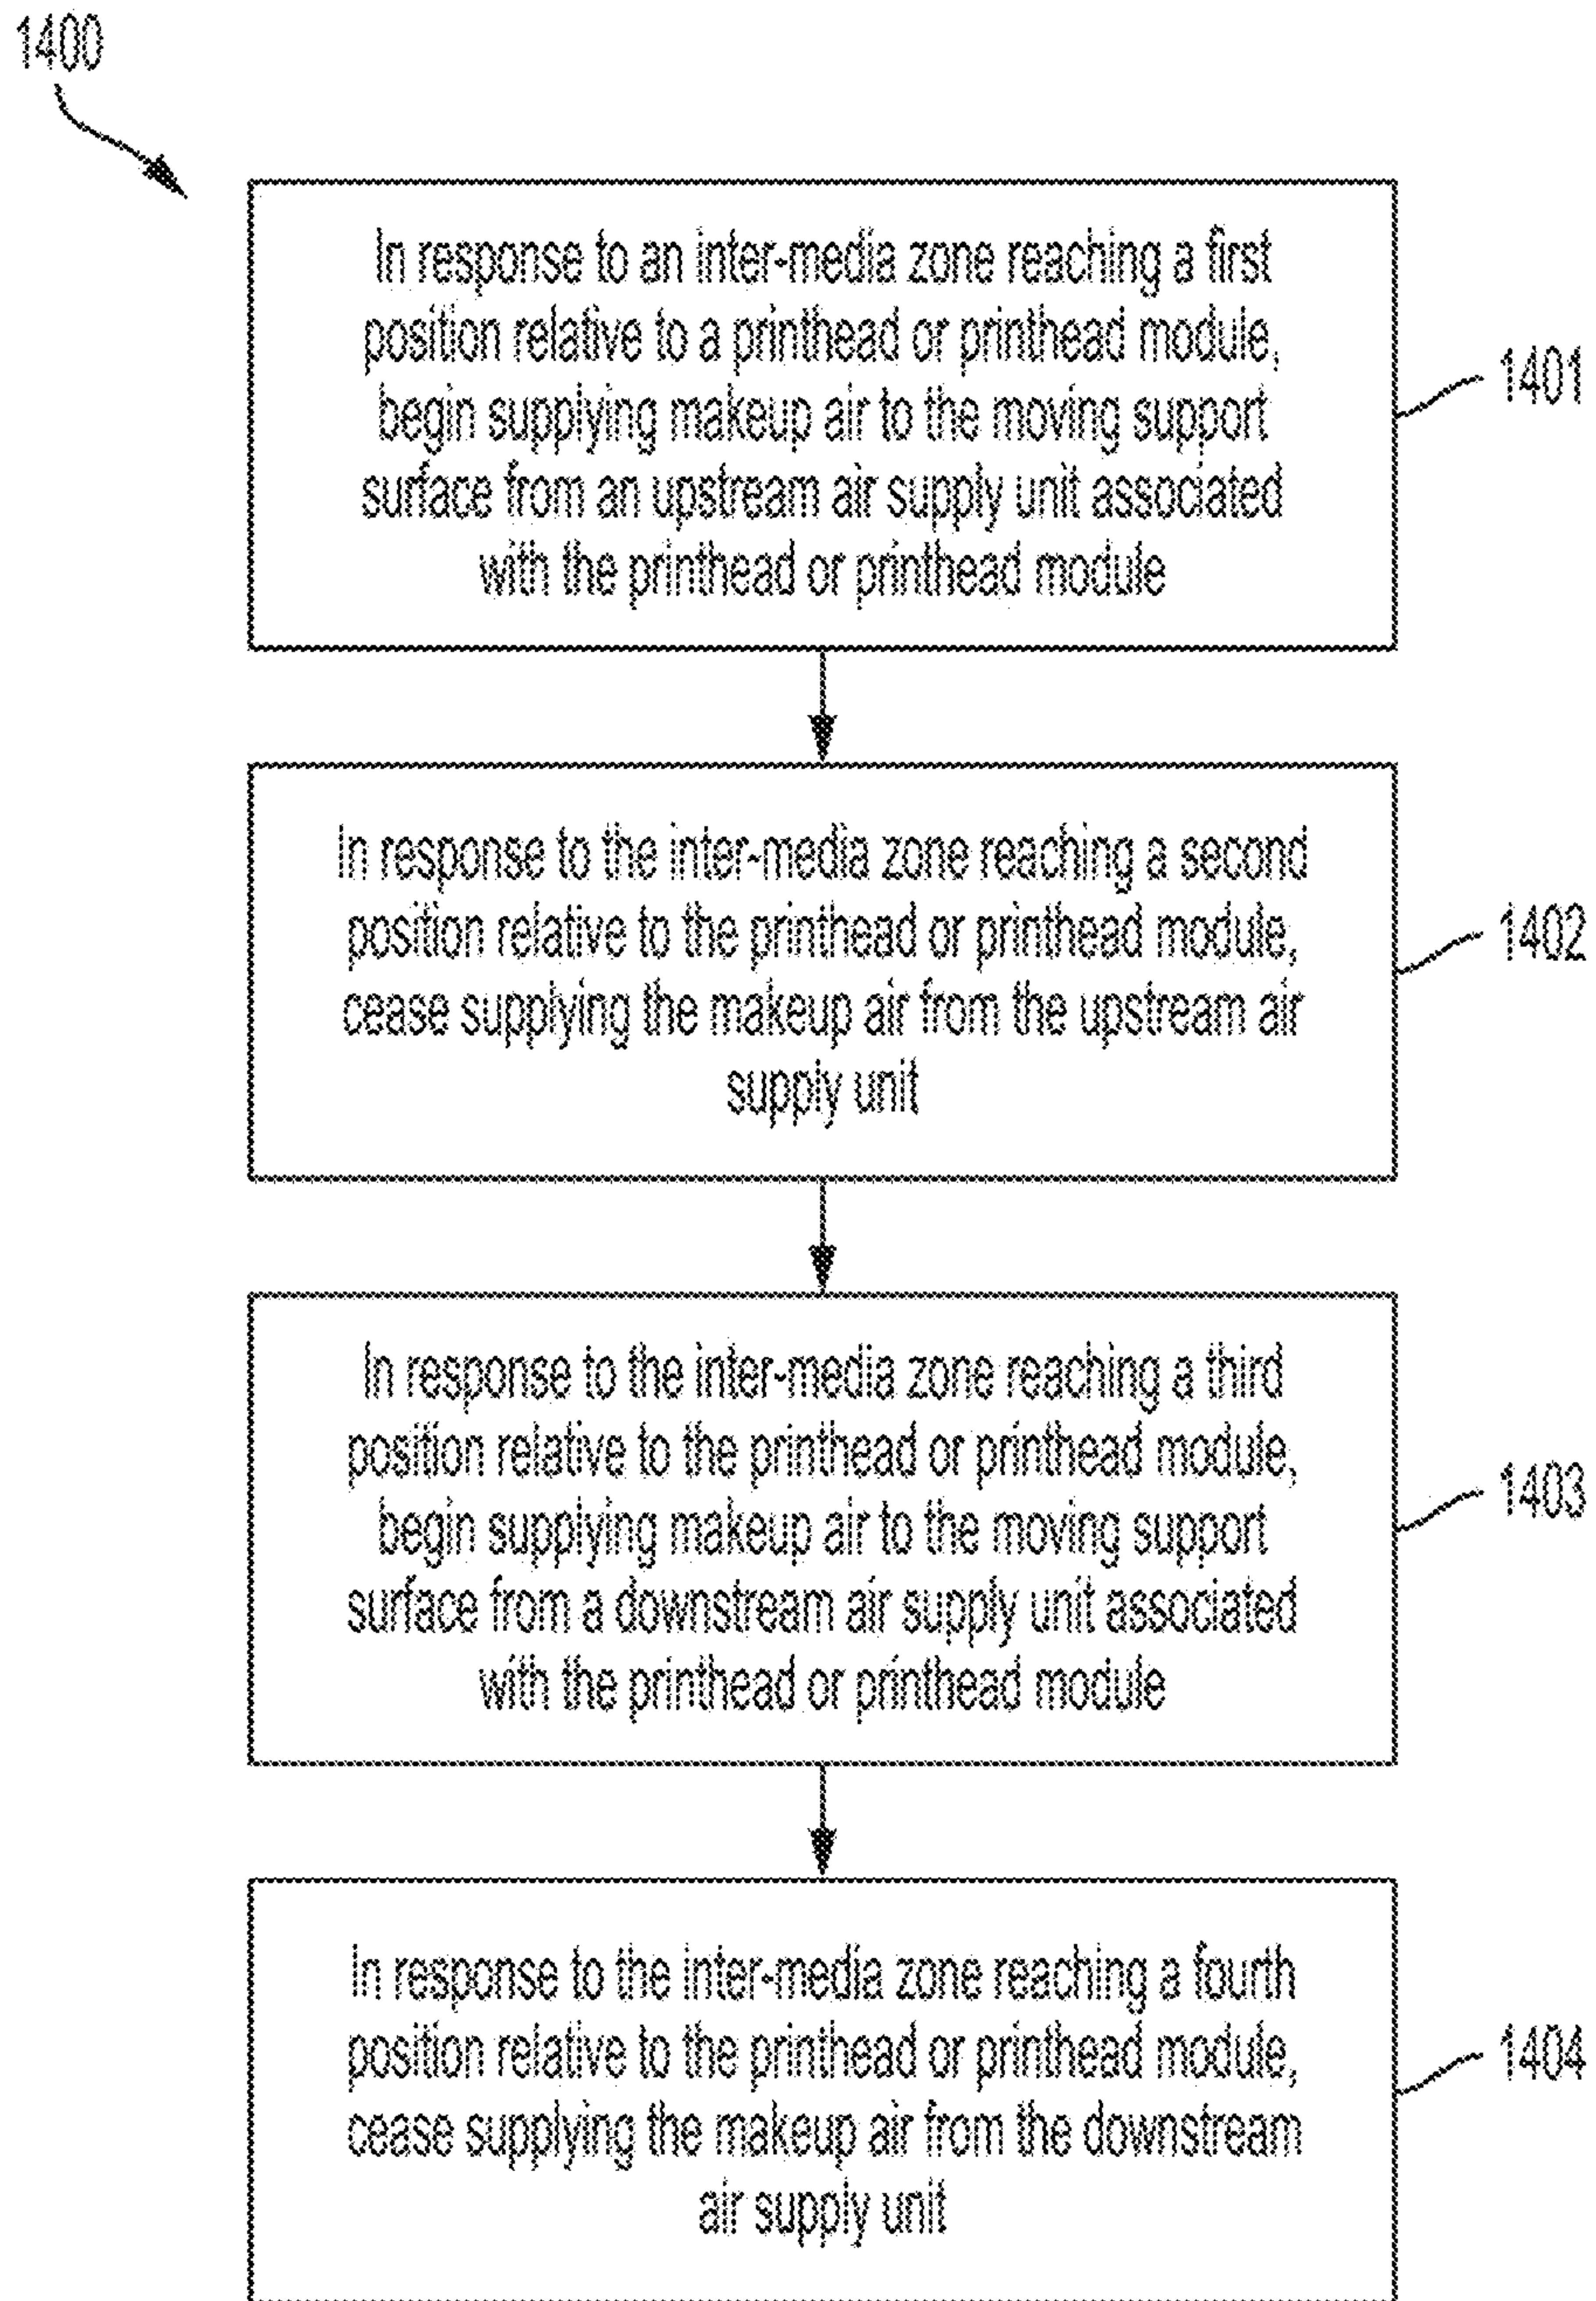 1400
In response to an inter-media zone reaching a first
position relative to a printhead or printhead module,
begin supplying makeup air to the moving support
surface from an upstream air supply unit associated
with the printhead or printhead module
1401
In response to the inter-media zone reaching a second
position relative to the printhead or printhead module,
cease supplying the makeup air from the upstream air
supply unit
1402
In response to the inter-media zone reaching a third
position relative to the printhead or printhead module,
begin supplying makeup air to the moving support
surface from a downstream air supply unit associated
with the printhead or printhead module
1403
In response to the inter-media zone reaching a fourth
position relative to the printhead or printhead module,
cease supplying the makeup air from the downstream
air supply unit
1404